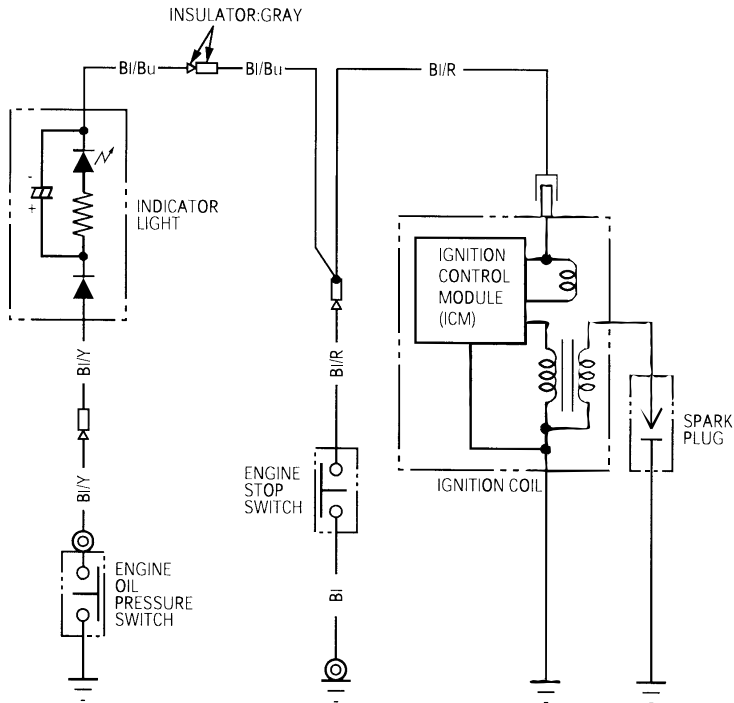 INSULATOR:GRAY
Bl/Bu
Bl/Bu
Bl/R
-
+
INDICATOR
LIGHT
IGNITION
CONTROL
MODULE
(ICM)
Bl/Y
Bl/R
SPARK
PLUG
ENGINE
STOP
SWITCH
IGNITION COIL
Bl/Y
ENGINE
OIL
PRESSURE
SWITCH
Bl